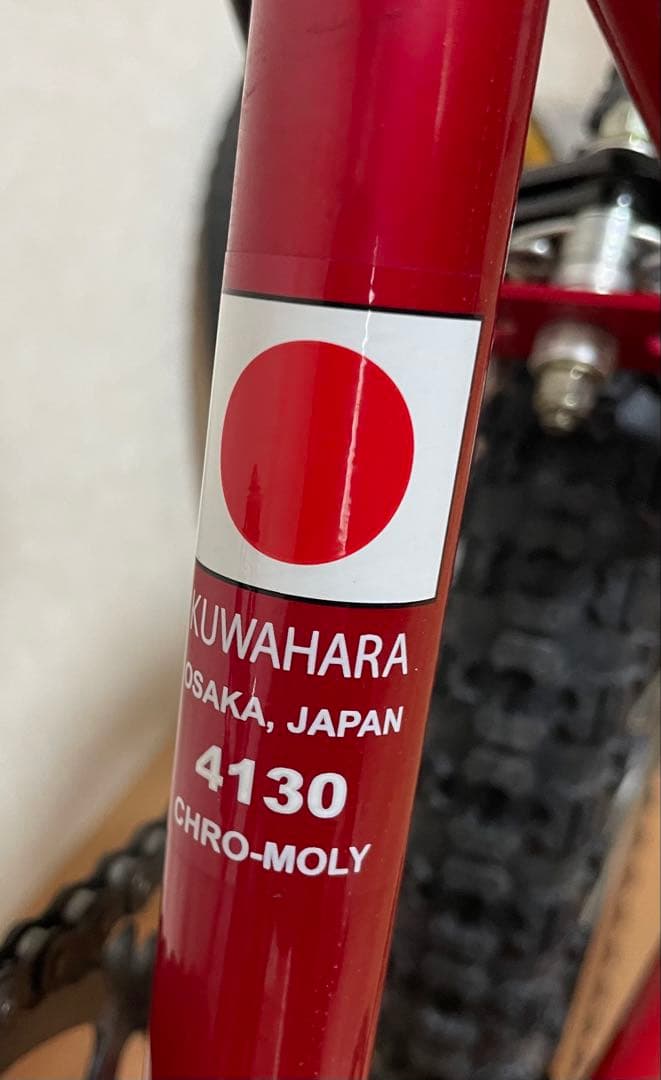 KUWAHARA
OSAKA, JAPAN
4130
CHRO-MOLY